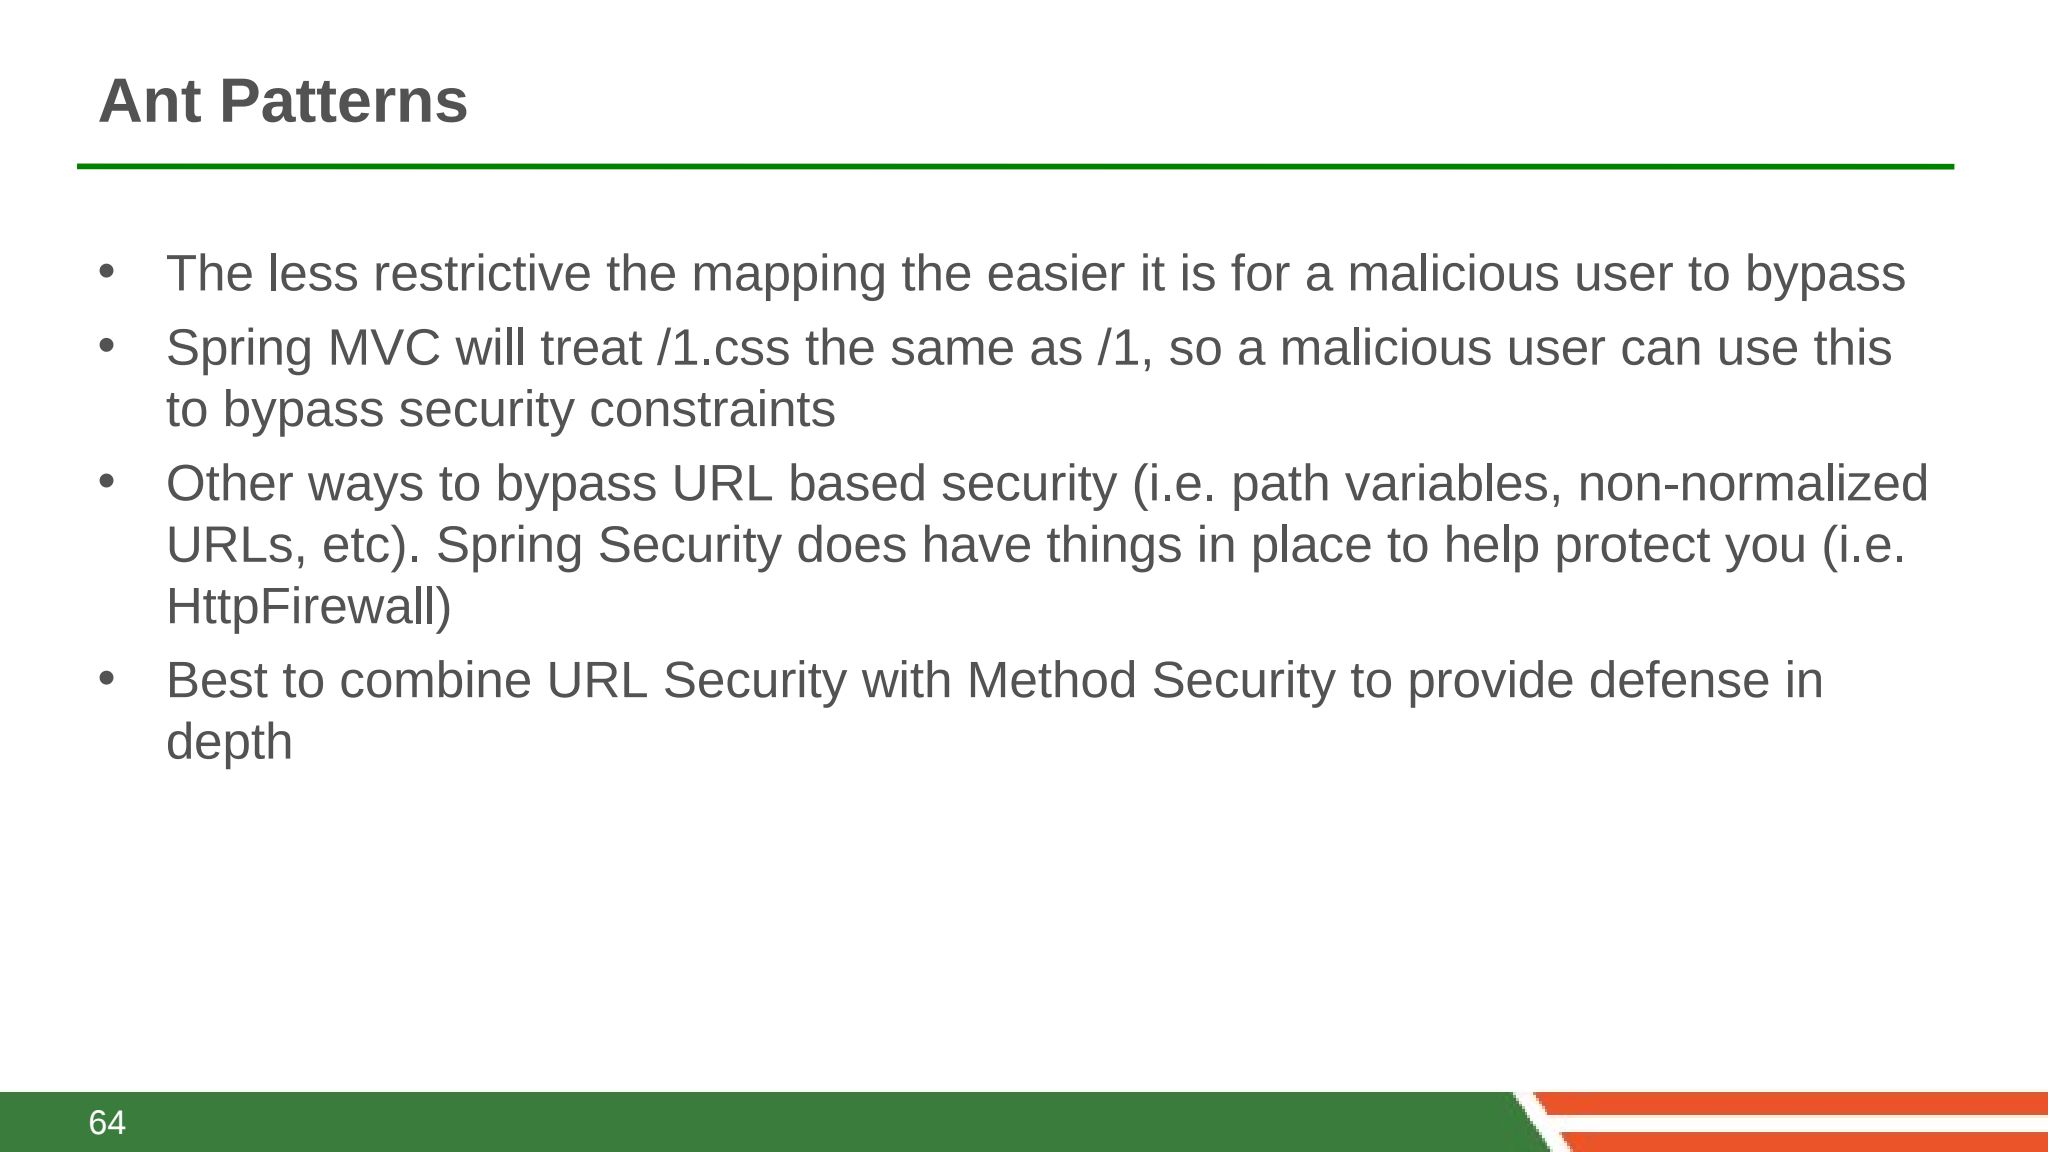 Ant Patterns
• The less restrictive the mapping the easier it is for a malicious user to bypass
• Spring MVC will treat /1.css the same as /1, so a malicious user can use this
to bypass security constraints
• Other ways to bypass URL based security (i.e. path variables, non-normalized
URLs, etc). Spring Security does have things in place to help protect you (i.e.
HttpFirewall)
• Best to combine URL Security with Method Security to provide defense in
depth
64